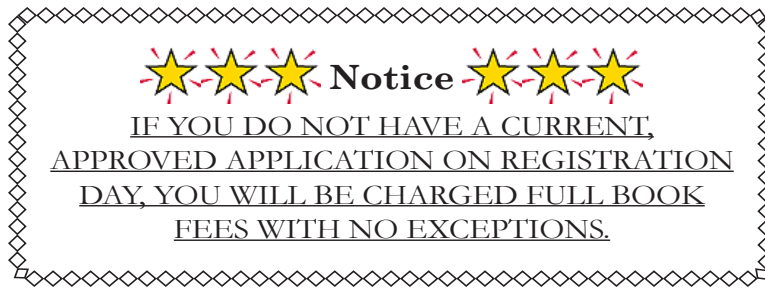 Notice
IF YOU DO NOT HAVE A CURRENT,
APPROVED APPLICATION ON REGISTRATION
DAY, YOU WILL BE CHARGED FULL BOOK
FEES WITH NO EXCEPTIONS.